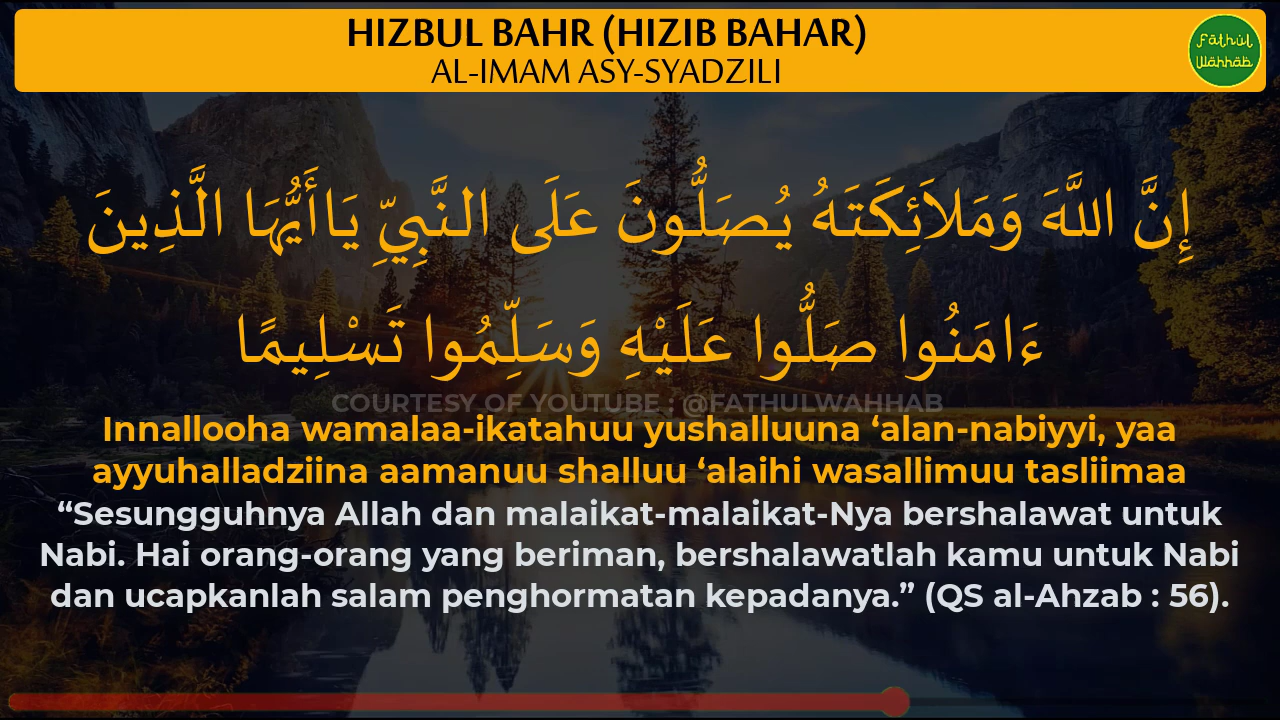 HIZBUL BAHR (HIZIB BAHAR)
AL-IMAM ASY-SYADZILI
Fāthul
Wahhāb
إِنَّ اللَّهَ وَمَلاَئِكَتَهُ يُصَلُّونَ عَلَى النَّبِيِّ يَاأَيُّهَا الَّذِينَ
ءَامَنُوا صَلُّوا عَلَيْهِ وَسَلِّمُوا تَسْلِيمًا
COURTESY OF YOUTUBE : @FATHULWAHHAB
Innallooha wamalaa-ikatahuu yushalluuna ‘alan-nabiyyi, yaa
ayyuhalladziina aamanuu shalluu ‘alaihi wasallimuu tasliimaa
“Sesungguhnya Allah dan malaikat-malaikat-Nya bershalawat untuk
Nabi. Hai orang-orang yang beriman, bershalawatlah kamu untuk Nabi
dan ucapkanlah salam penghormatan kepadanya.” (QS al-Ahzab : 56).